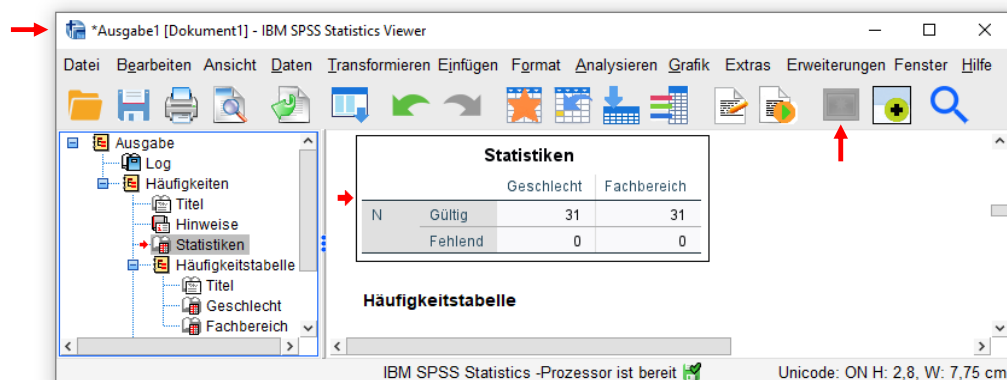 *Ausgabe1 [Dokument1] - IBM SPSS Statistics Viewer
Datei Bearbeiten Ansicht Daten Transformieren Einfügen Format Analysieren Grafik Extras Erweiterungen Fenster Hilfe
Ausgabe
Log
Häufigkeiten
Titel
Hinweise
Statistiken
Häufigkeitstabelle
Titel
Geschlecht
Fachbereich
Statistiken
Geschlecht Fachbereich
N Gültig 31 31
Fehlend 0 0
Häufigkeitstabelle
IBM SPSS Statistics -Prozessor ist bereit Unicode: ON H: 2,8, W: 7,75 cm